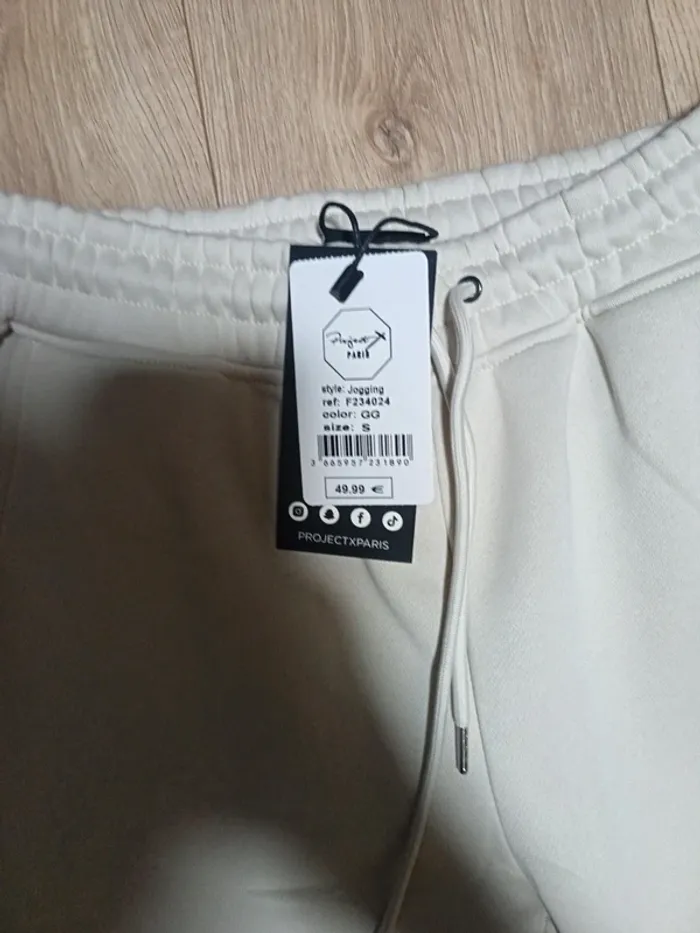 Project X
PARIS
style: Jogging
ref: F234024
color: GG
size: S
3 665957 231890
49.99 €
PROJECTXPARIS